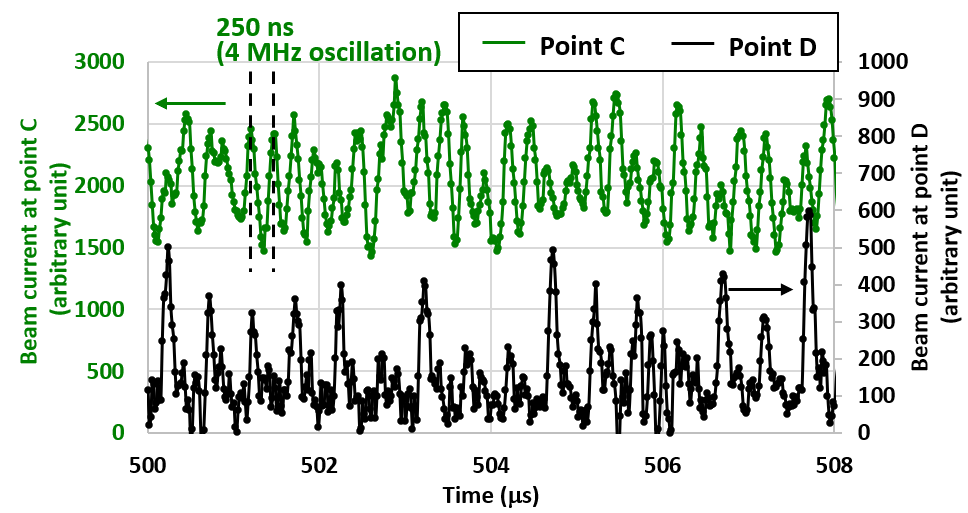 250 ns
(4 MHz oscillation)
Point C
Point D
3000
2500
2000
1500
1000
500
0
Beam current at point C
(arbitrary unit)
1000
900
800
700
600
500
400
300
200
100
0
Beam current at point D
(arbitrary unit)
500
502
504
506
508
Time (μs)